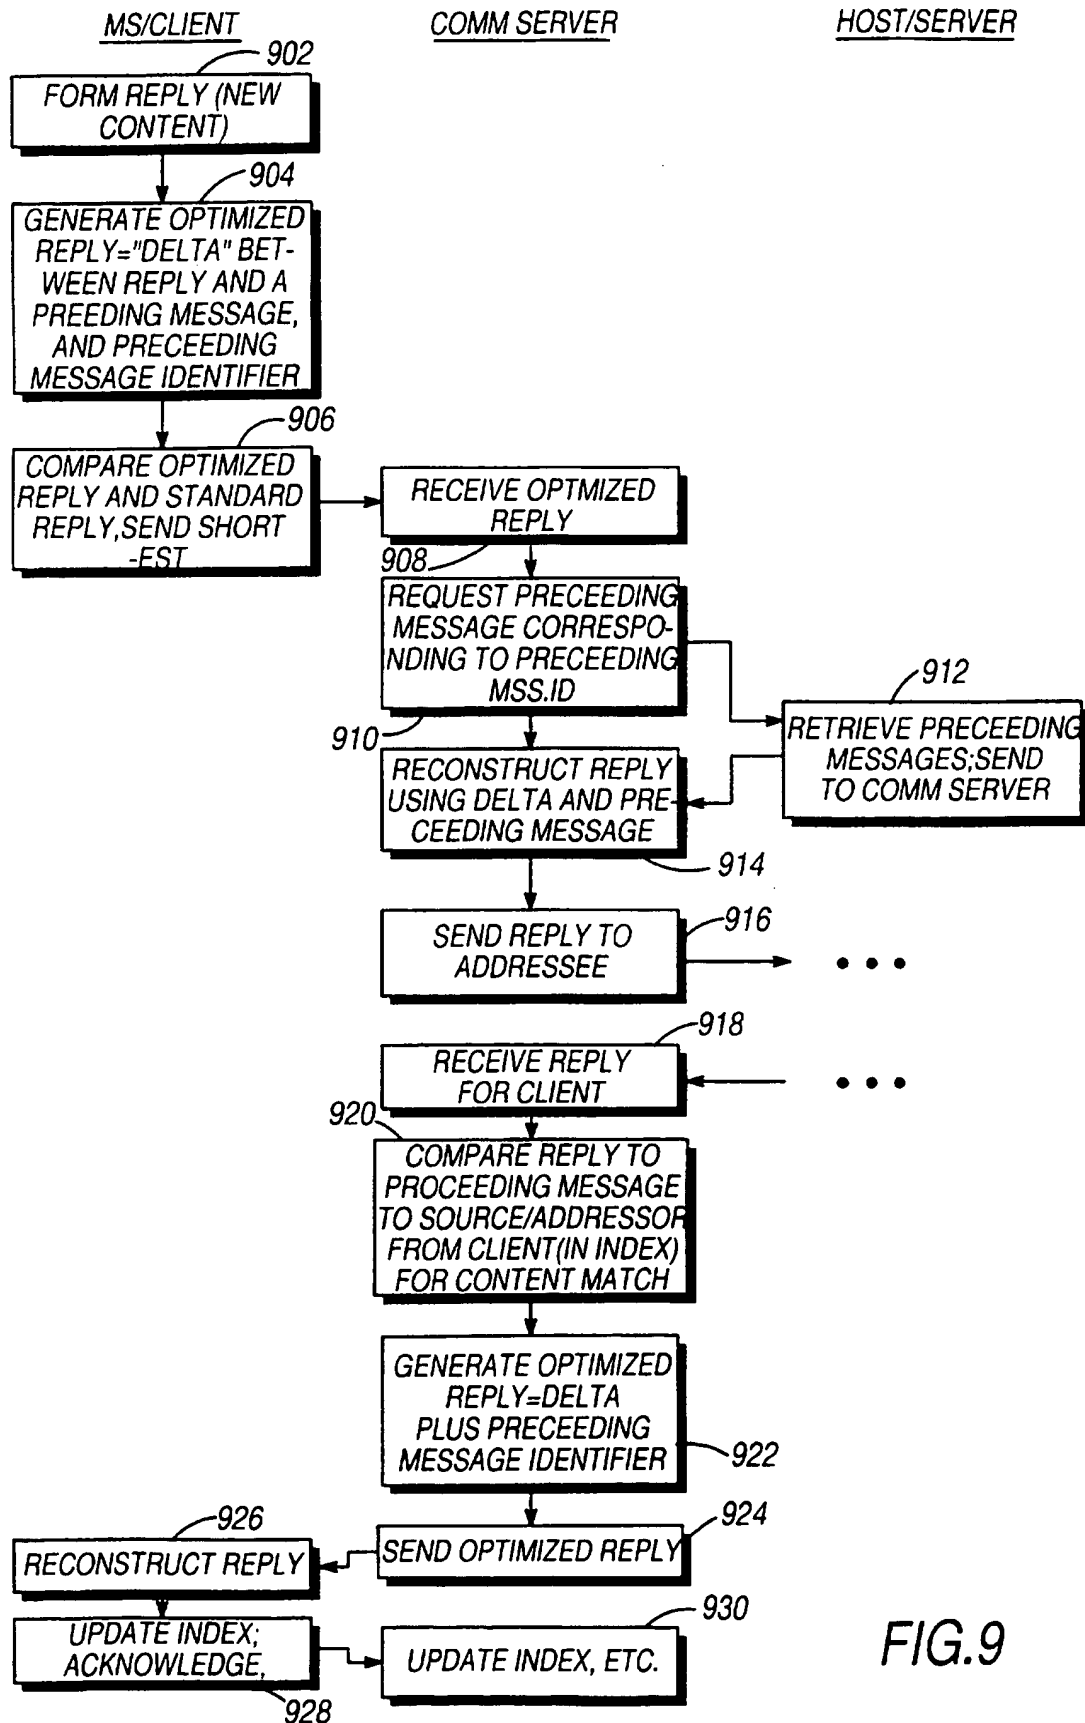 MS/CLIENT
COMM SERVER
HOST/SERVER
902
FORM REPLY (NEW
CONTENT)
904
GENERATE OPTIMIZED
REPLY="DELTA" BET-
WEEN REPLY AND A
PREEDING MESSAGE,
AND PRECEEDING
MESSAGE IDENTIFIER
906
COMPARE OPTIMIZED
REPLY AND STANDARD
REPLY,SEND SHORT
-EST
RECEIVE OPTMIZED
REPLY
908
REQUEST PRECEEDING
MESSAGE CORRESPO-
NDING TO PRECEEDING
MSS.ID
910
912
RETRIEVE PRECEEDING
MESSAGES;SEND
TO COMM SERVER
RECONSTRUCT REPLY
USING DELTA AND PRE-
CEEDING MESSAGE
914
SEND REPLY TO
ADDRESSEE
916
• • •
918
RECEIVE REPLY
FOR CLIENT
• • •
920
COMPARE REPLY TO
PROCEEDING MESSAGE
TO SOURCE/ADDRESSOR
FROM CLIENT(IN INDEX)
FOR CONTENT MATCH
GENERATE OPTIMIZED
REPLY=DELTA
PLUS PRECEEDING
MESSAGE IDENTIFIER
922
924
SEND OPTIMIZED REPLY
926
RECONSTRUCT REPLY
UPDATE INDEX;
ACKNOWLEDGE,
928
930
UPDATE INDEX, ETC.
FIG.9